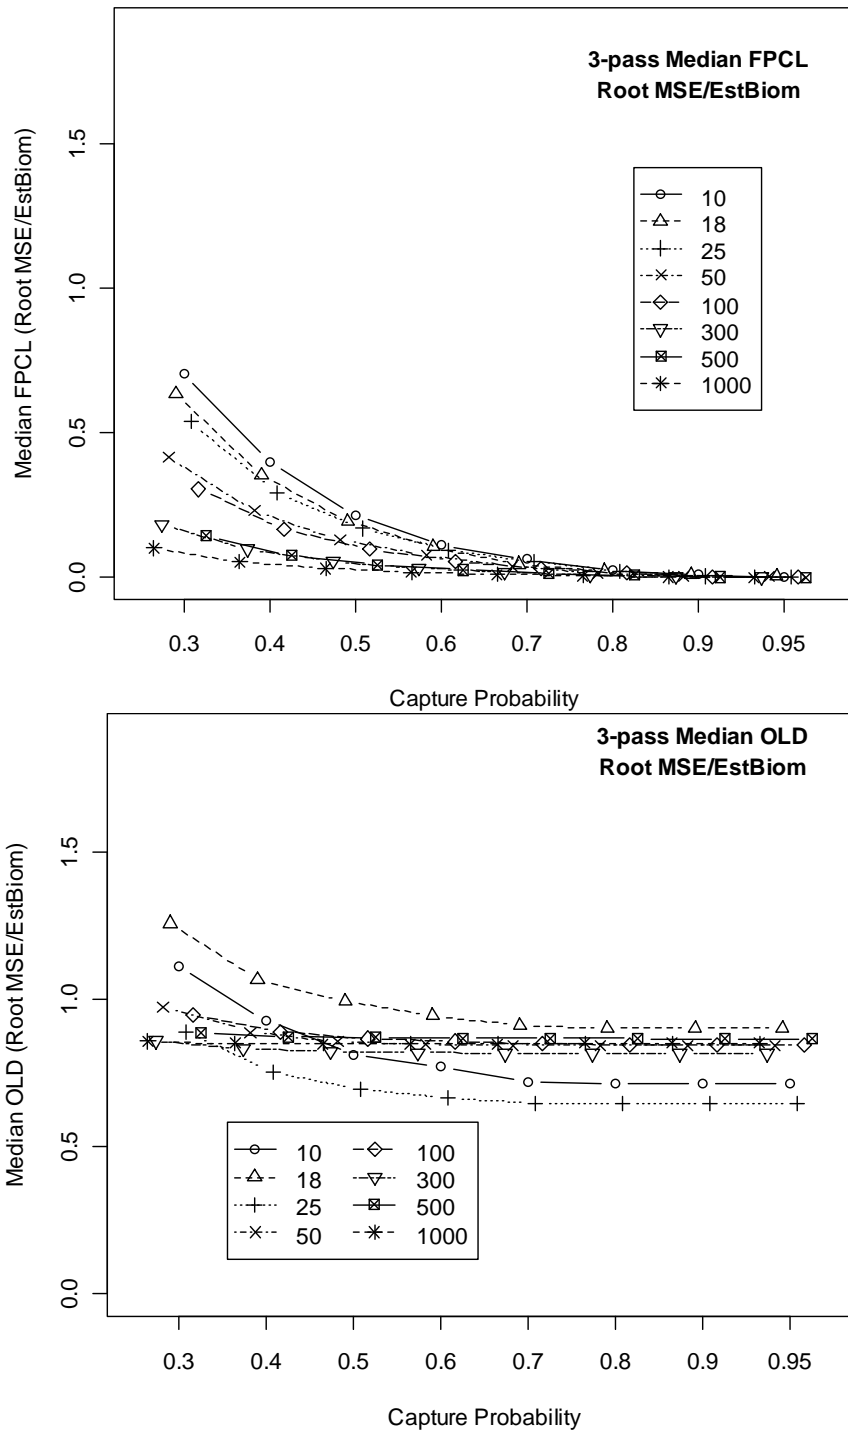 3-pass Median FPCL
Root MSE/EstBiom
Median FPCL (Root MSE/EstBiom)
1.5
1.0
0.5
0.0
10
18
25
50
100
300
500
1000
0.3 0.4 0.5 0.6 0.7 0.8 0.9 0.95
Capture Probability
3-pass Median OLD
Root MSE/EstBiom
Median OLD (Root MSE/EstBiom)
1.5
1.0
0.5
0.0
10 100
18 300
25 500
50 1000
0.3 0.4 0.5 0.6 0.7 0.8 0.9 0.95
Capture Probability